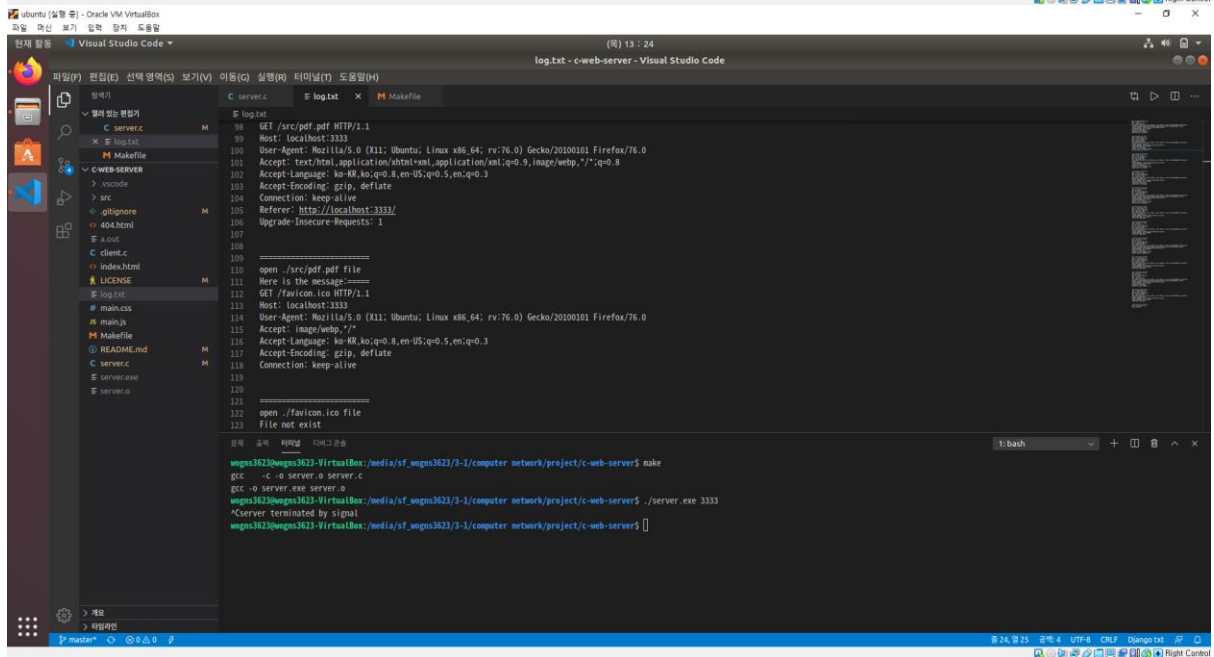 Right Control
ubuntu [실행 중] - Oracle VM VirtualBox
파일 머신 보기 입력 장치 도움말
현재 활동 Visual Studio Code ▾ (목) 13 : 24
log.txt - c-web-server - Visual Studio Code
파일(F) 편집(E) 선택 영역(S) 보기(V) 이동(G) 실행(R) 터미널(T) 도움말(H)
탐색기
열려 있는 편집기
C server.c M
log.txt
M Makefile
C-WEB-SERVER
.vscode
src
.gitignore M
404.html
a.out
C client.c
index.html
LICENSE M
log.txt
# main.css
JS main.js
M Makefile
README.md M
C server.c M
server.exe
server.o
개요
타임라인
C server.c log.txt × M Makefile
log.txt
98 GET /src/pdf.pdf HTTP/1.1
99 Host: localhost:3333
100 User-Agent: Mozilla/5.0 (X11; Ubuntu; Linux x86_64; rv:76.0) Gecko/20100101 Firefox/76.0
101 Accept: text/html,application/xhtml+xml,application/xml;q=0.9,image/webp,*/*;q=0.8
102 Accept-Language: ko-KR,ko;q=0.8,en-US;q=0.5,en;q=0.3
103 Accept-Encoding: gzip, deflate
104 Connection: keep-alive
105 Referer: http://localhost:3333/
106 Upgrade-Insecure-Requests: 1
107
108
109 =========================
110 open ./src/pdf.pdf file
111 Here is the message:=====
112 GET /favicon.ico HTTP/1.1
113 Host: localhost:3333
114 User-Agent: Mozilla/5.0 (X11; Ubuntu; Linux x86_64; rv:76.0) Gecko/20100101 Firefox/76.0
115 Accept: image/webp,*/*
116 Accept-Language: ko-KR,ko;q=0.8,en-US;q=0.5,en;q=0.3
117 Accept-Encoding: gzip, deflate
118 Connection: keep-alive
119
120
121 =========================
122 open ./favicon.ico file
123 File not exist
문제 출력 터미널 디버그 콘솔 1: bash
wogns3623@wogns3623-VirtualBox:/media/sf_wogns3623/3-1/computer network/project/c-web-server$ make
gcc -c -o server.o server.c
gcc -o server.exe server.o
wogns3623@wogns3623-VirtualBox:/media/sf_wogns3623/3-1/computer network/project/c-web-server$ ./server.exe 3333
^Cserver terminated by signal
wogns3623@wogns3623-VirtualBox:/media/sf_wogns3623/3-1/computer network/project/c-web-server$
master* 0 0 줄 24, 열 25 공백: 4 UTF-8 CRLF Django txt
Right Control